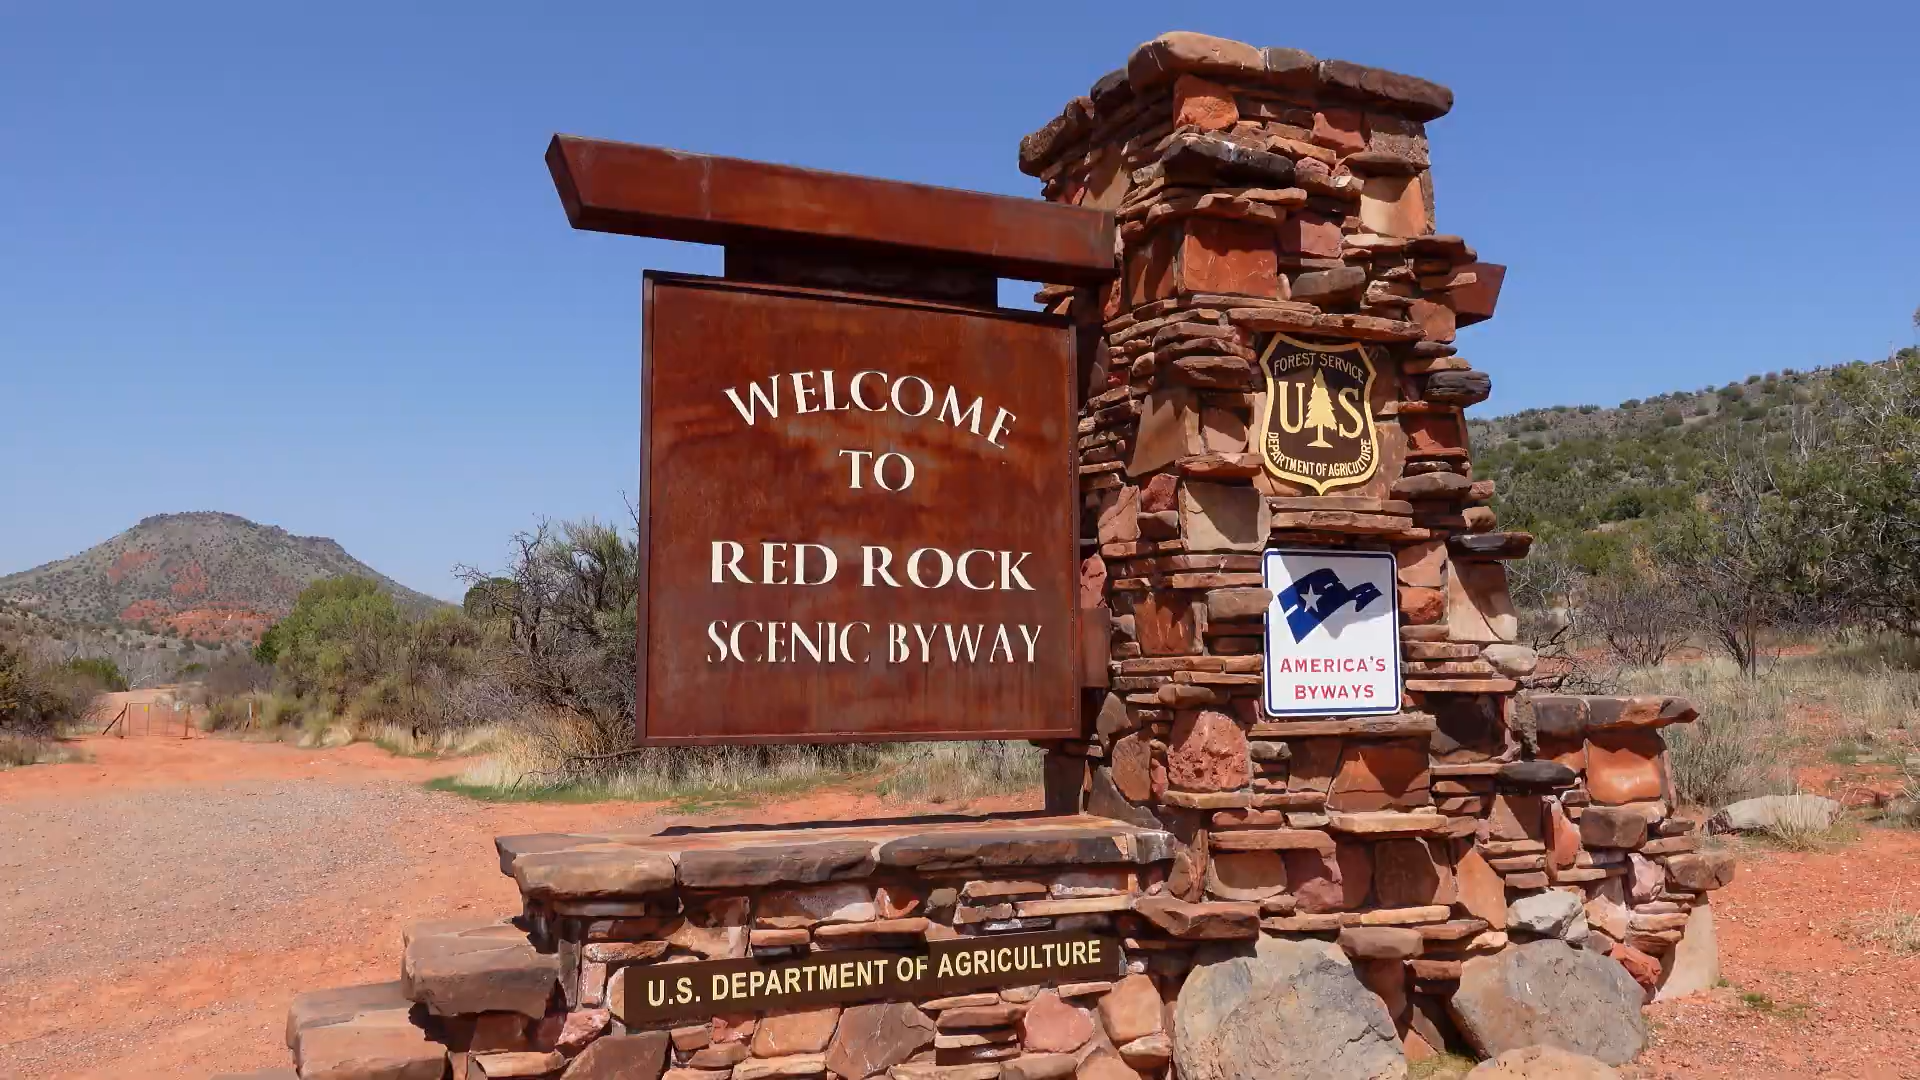 WELCOME
TO
RED ROCK
SCENIC BYWAY
FOREST SERVICE
U S
DEPARTMENT OF AGRICULTURE
AMERICA'S
BYWAYS
U.S. DEPARTMENT OF AGRICULTURE